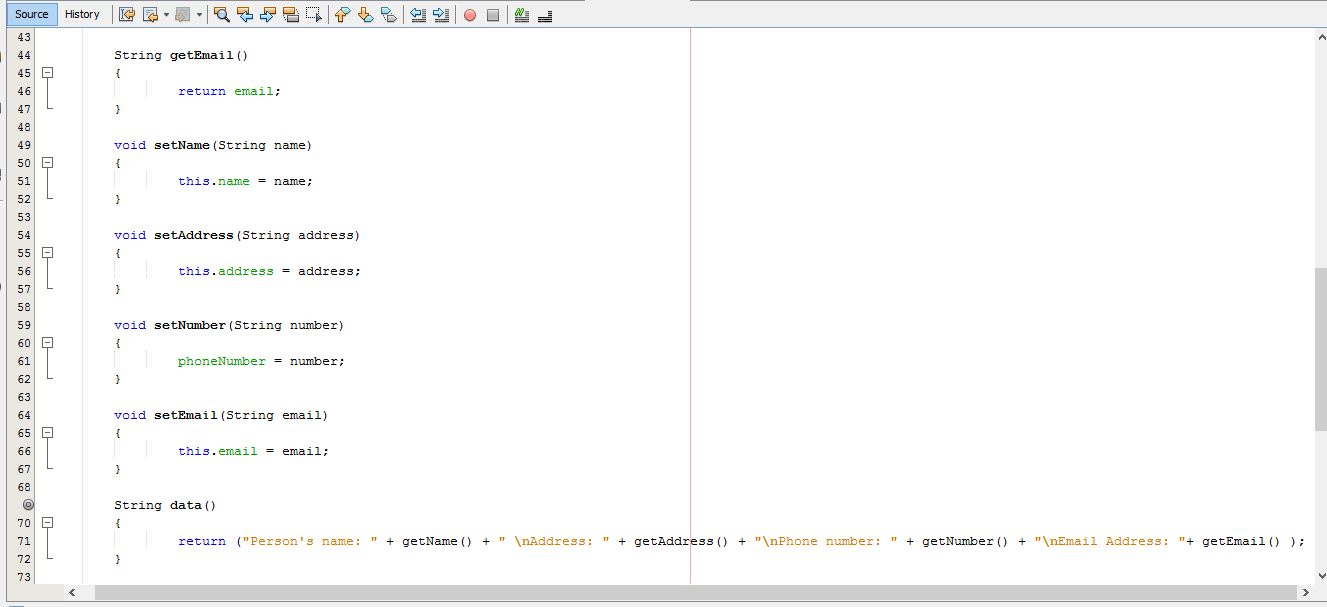 Source History
43
44 String getEmail()
45 {
46 return email;
47 }
48
49 void setName(String name)
50 {
51 this.name = name;
52 }
53
54 void setAddress(String address)
55 {
56 this.address = address;
57 }
58
59 void setNumber(String number)
60 {
61 phoneNumber = number;
62 }
63
64 void setEmail(String email)
65 {
66 this.email = email;
67 }
68
String data()
70 {
71 return ("Person's name: " + getName() + " \nAddress: " + getAddress() + "\nPhone number: " + getNumber() + "\nEmail Address: "+ getEmail() );
72 }
73